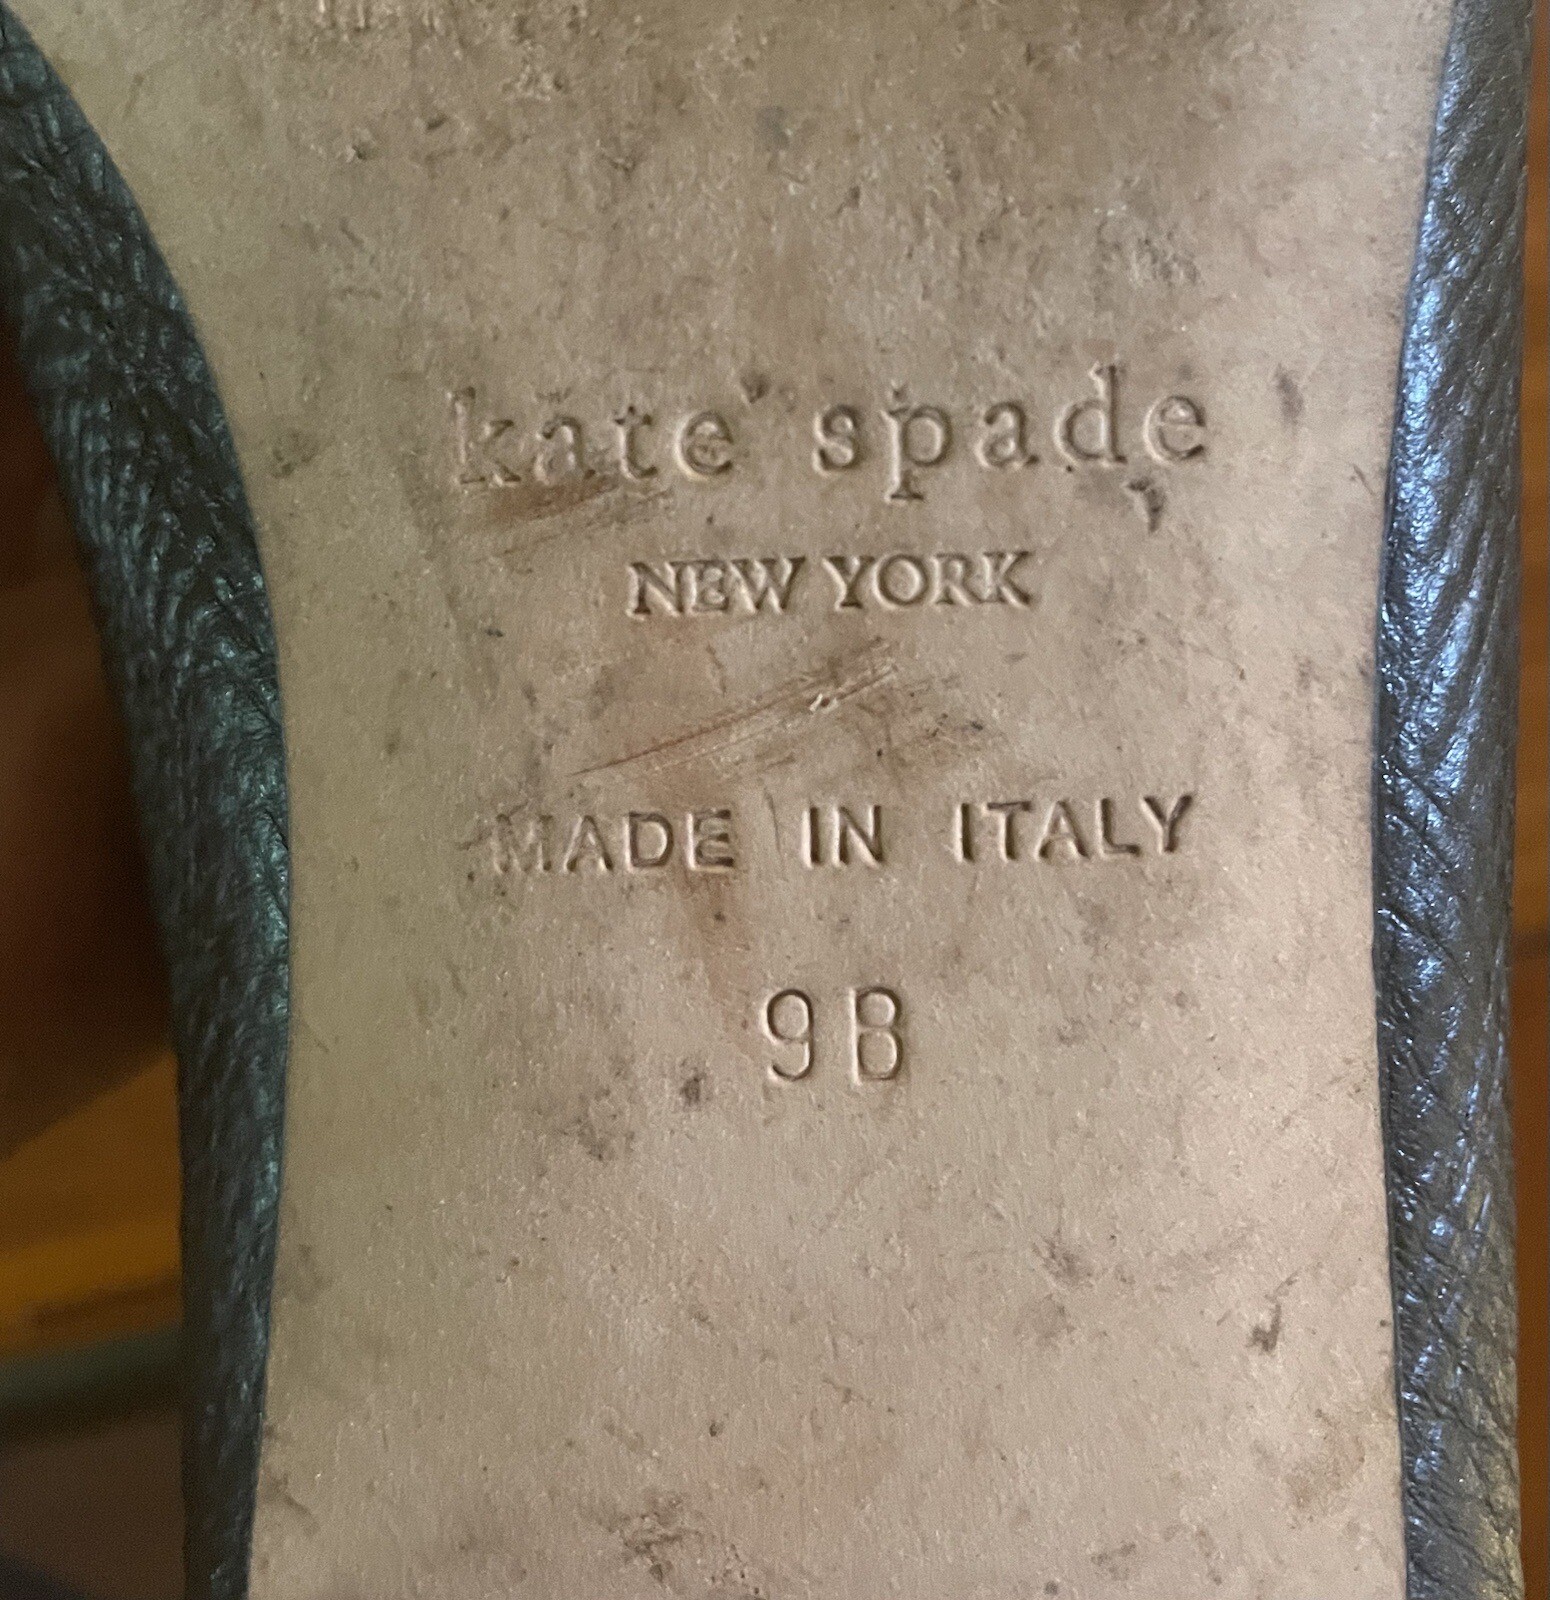 kate spade
NEW YORK
MADE IN ITALY
9B